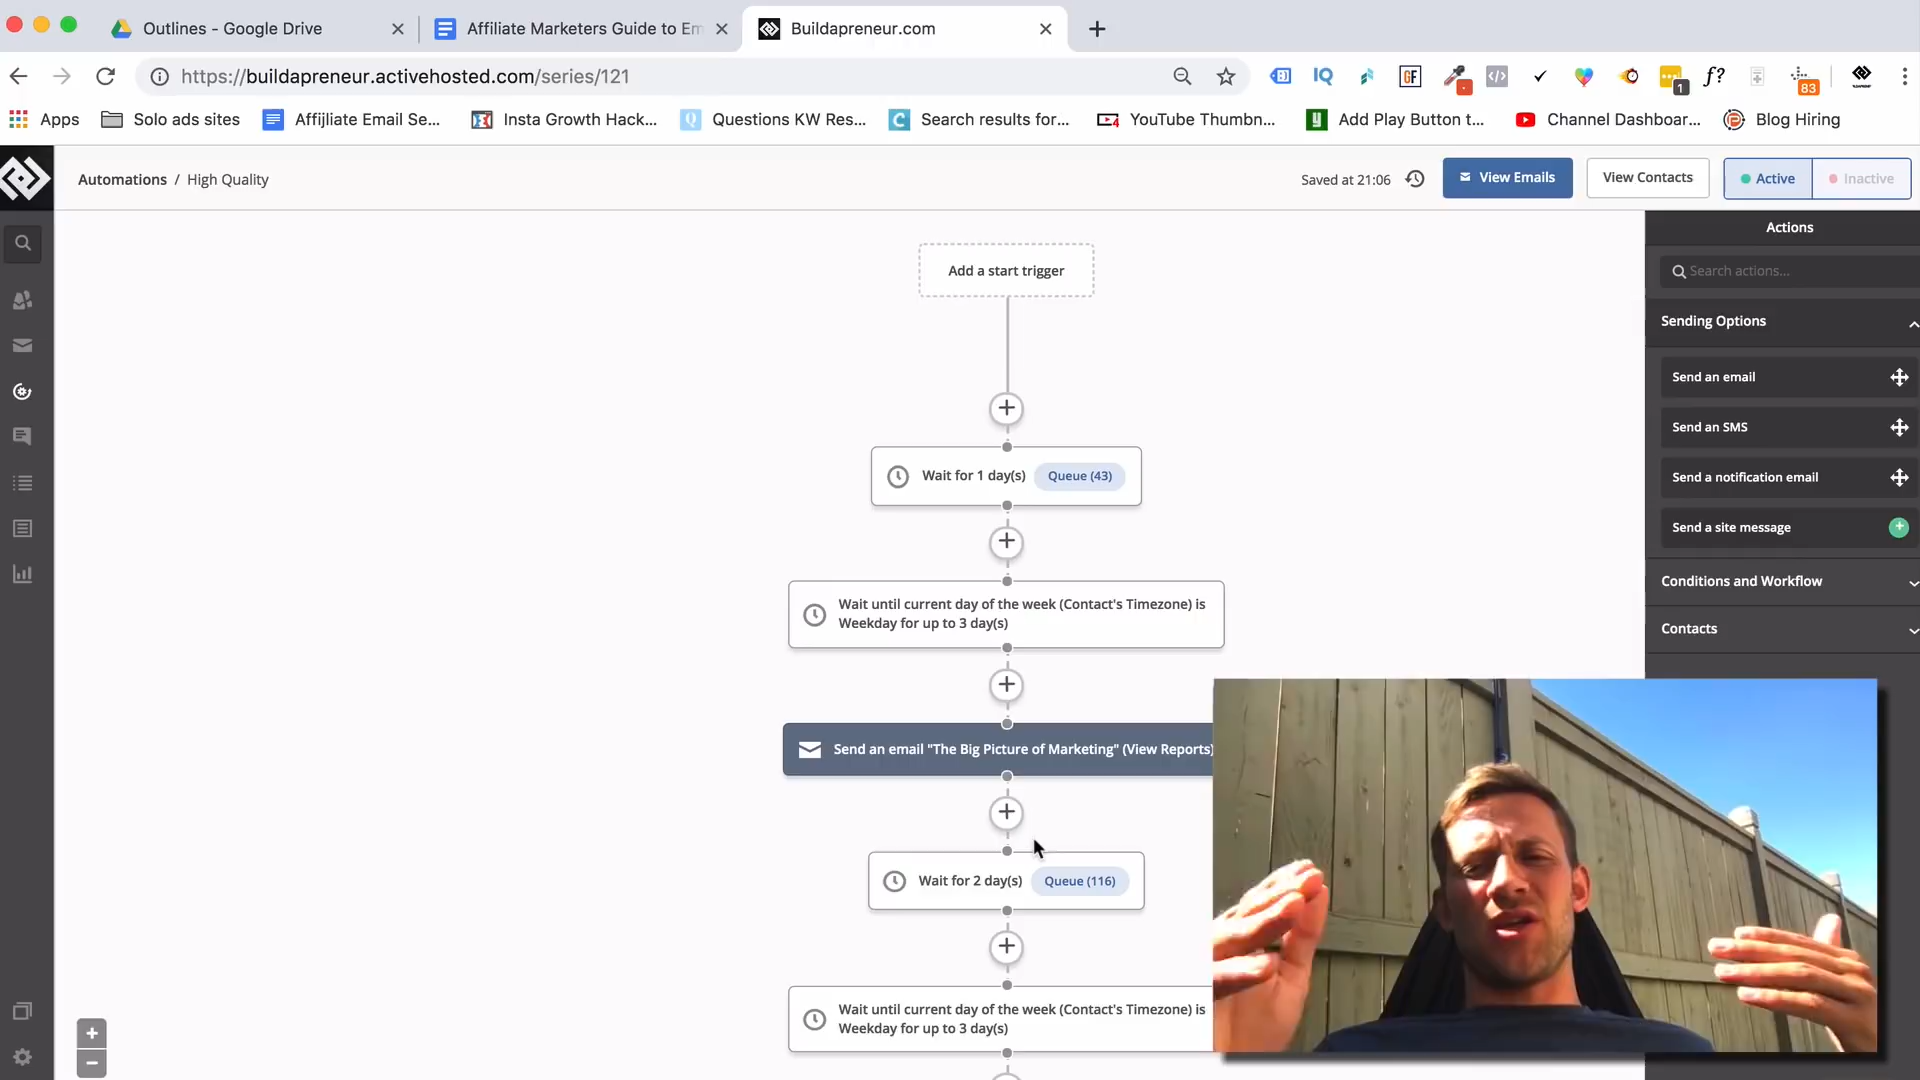 Outlines - Google Drive
Affiliate Marketers Guide to Em
Buildapreneur.com
https://buildapreneur.activehosted.com/series/121
IQ
GF
1
f?
83
Apps
Solo ads sites
Affijliate Email Se...
Insta Growth Hack...
Questions KW Res...
Search results for...
YouTube Thumbn...
Add Play Button t...
Channel Dashboar...
Blog Hiring
Automations / High Quality
Saved at 21:06
View Emails
View Contacts
Active
Inactive
Actions
Search actions...
Sending Options
Send an email
Send an SMS
Send a notification email
Send a site message
Conditions and Workflow
Contacts
Add a start trigger
Wait for 1 day(s) Queue (43)
Wait until current day of the week (Contact's Timezone) is
Weekday for up to 3 day(s)
Send an email "The Big Picture of Marketing" (View Reports)
Wait for 2 day(s) Queue (116)
Wait until current day of the week (Contact's Timezone) is
Weekday for up to 3 day(s)